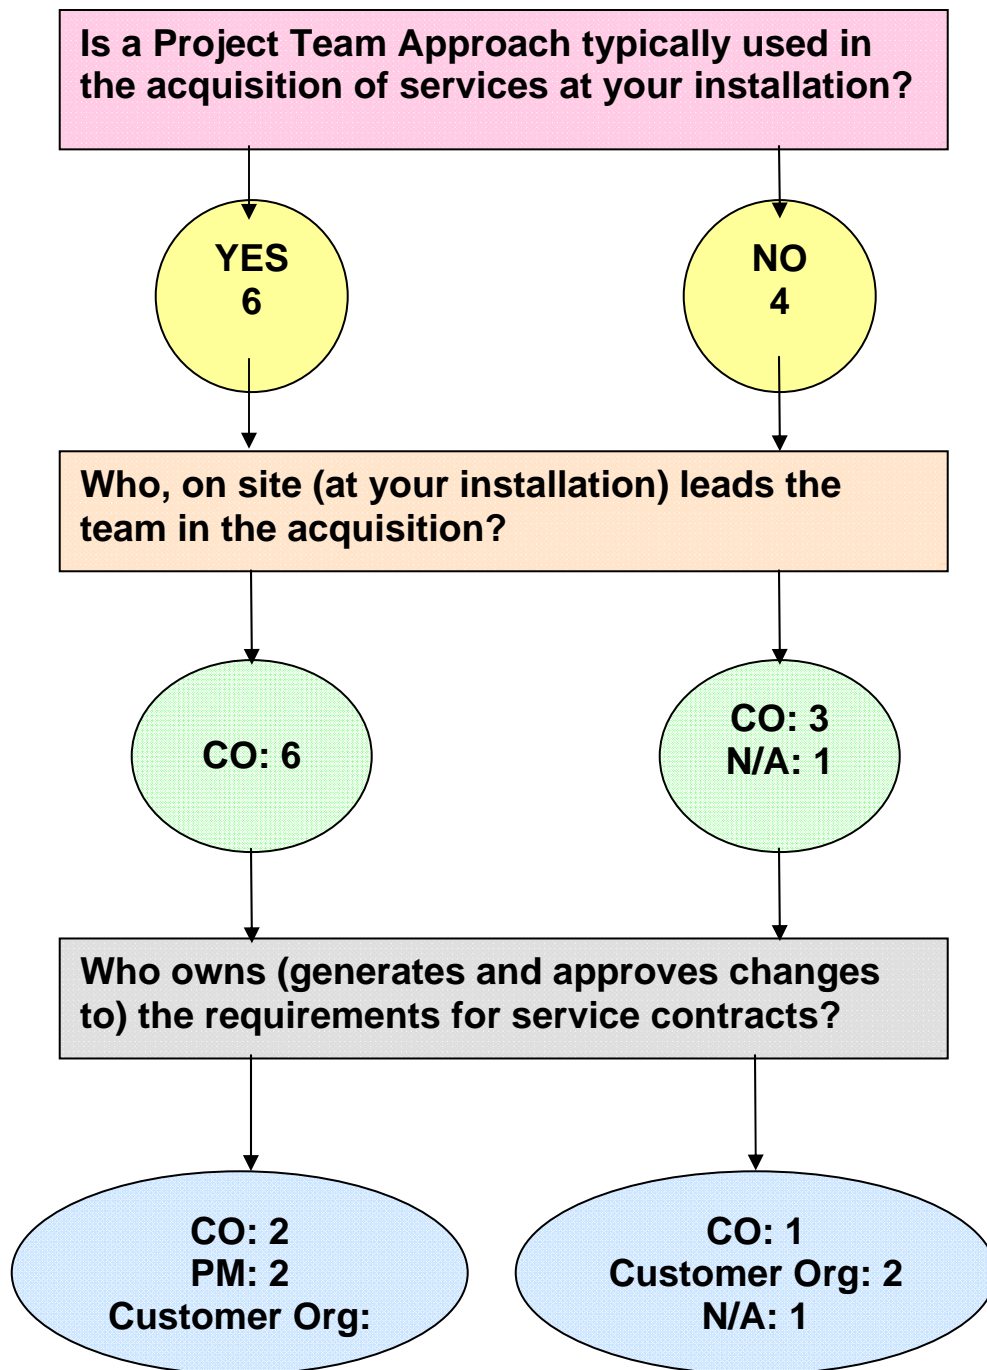 Is a Project Team Approach typically used in
the acquisition of services at your installation?
YES
6
NO
4
Who, on site (at your installation) leads the
team in the acquisition?
CO: 6
CO: 3
N/A: 1
Who owns (generates and approves changes
to) the requirements for service contracts?
CO: 2
PM: 2
Customer Org:
CO: 1
Customer Org: 2
N/A: 1